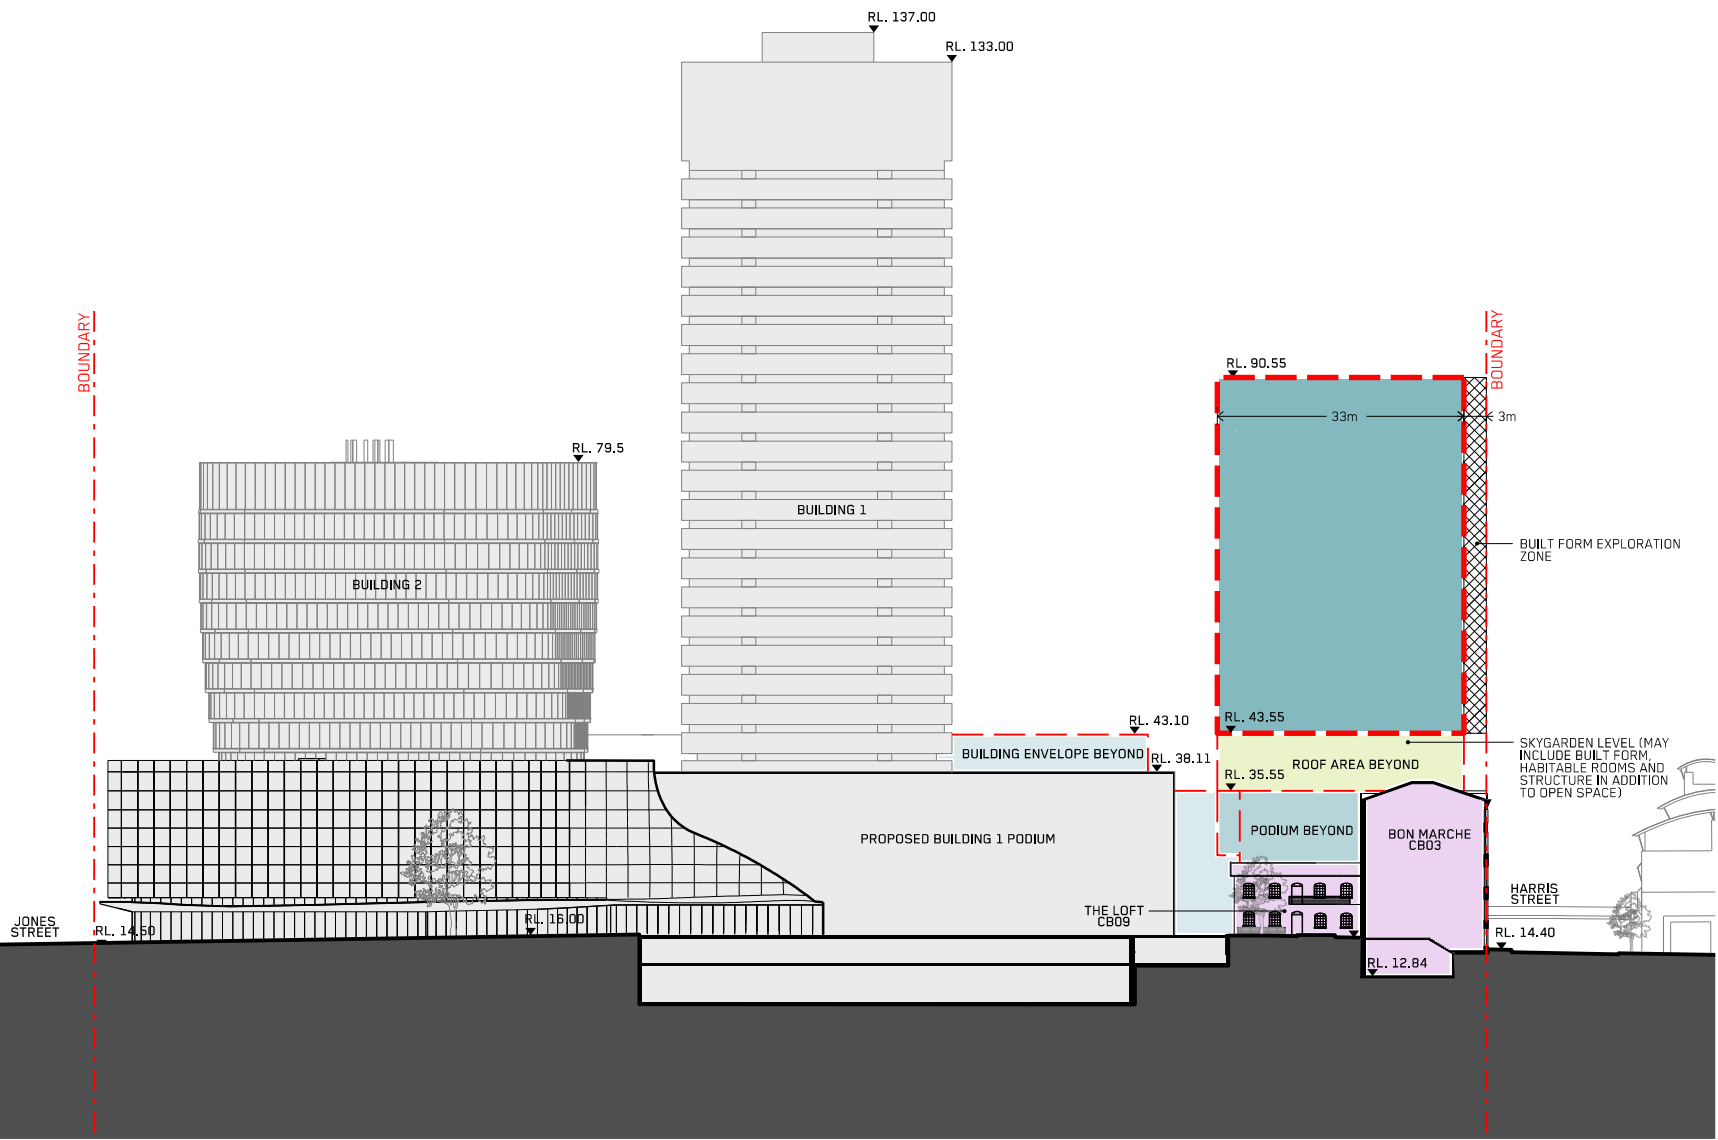 RL. 137.00
RL. 133.00
BOUNDARY
BOUNDARY
RL. 90.55
33m
3m
RL. 79.5
BUILDING 1
BUILT FORM EXPLORATION
ZONE
BUILDING 2
RL. 43.10
RL. 43.55
BUILDING ENVELOPE BEYOND
RL. 38.11
ROOF AREA BEYOND
SKYGARDEN LEVEL (MAY
INCLUDE BUILT FORM,
HABITABLE ROOMS AND
STRUCTURE IN ADDITION
TO OPEN SPACE)
RL. 35.55
PROPOSED BUILDING 1 PODIUM
PODIUM BEYOND
BON MARCHE
CB03
HARRIS
STREET
THE LOFT
CB09
JONES
STREET
RL. 14.50
RL. 16.00
RL. 14.40
RL. 12.84